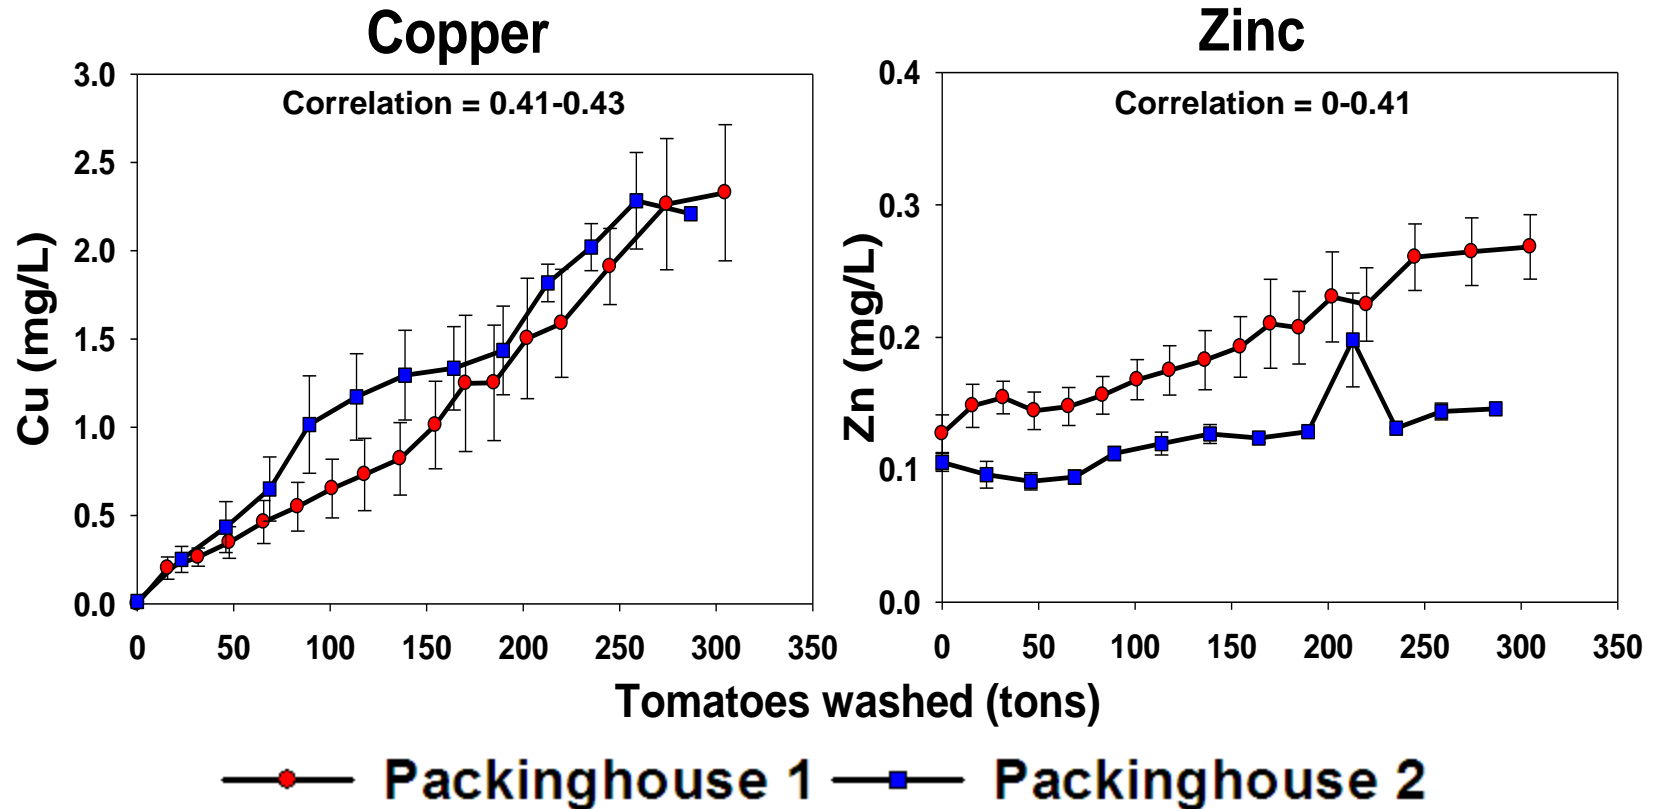 Copper
Zinc
Correlation = 0.41-0.43
Correlation = 0-0.41
Cu (mg/L)
3.0
2.5
2.0
1.5
1.0
0.5
0.0
0 50 100 150 200 250 300 350
Zn (mg/L)
0.4
0.3
0.2
0.1
0.0
0 50 100 150 200 250 300 350
Tomatoes washed (tons)
Packinghouse 1 Packinghouse 2